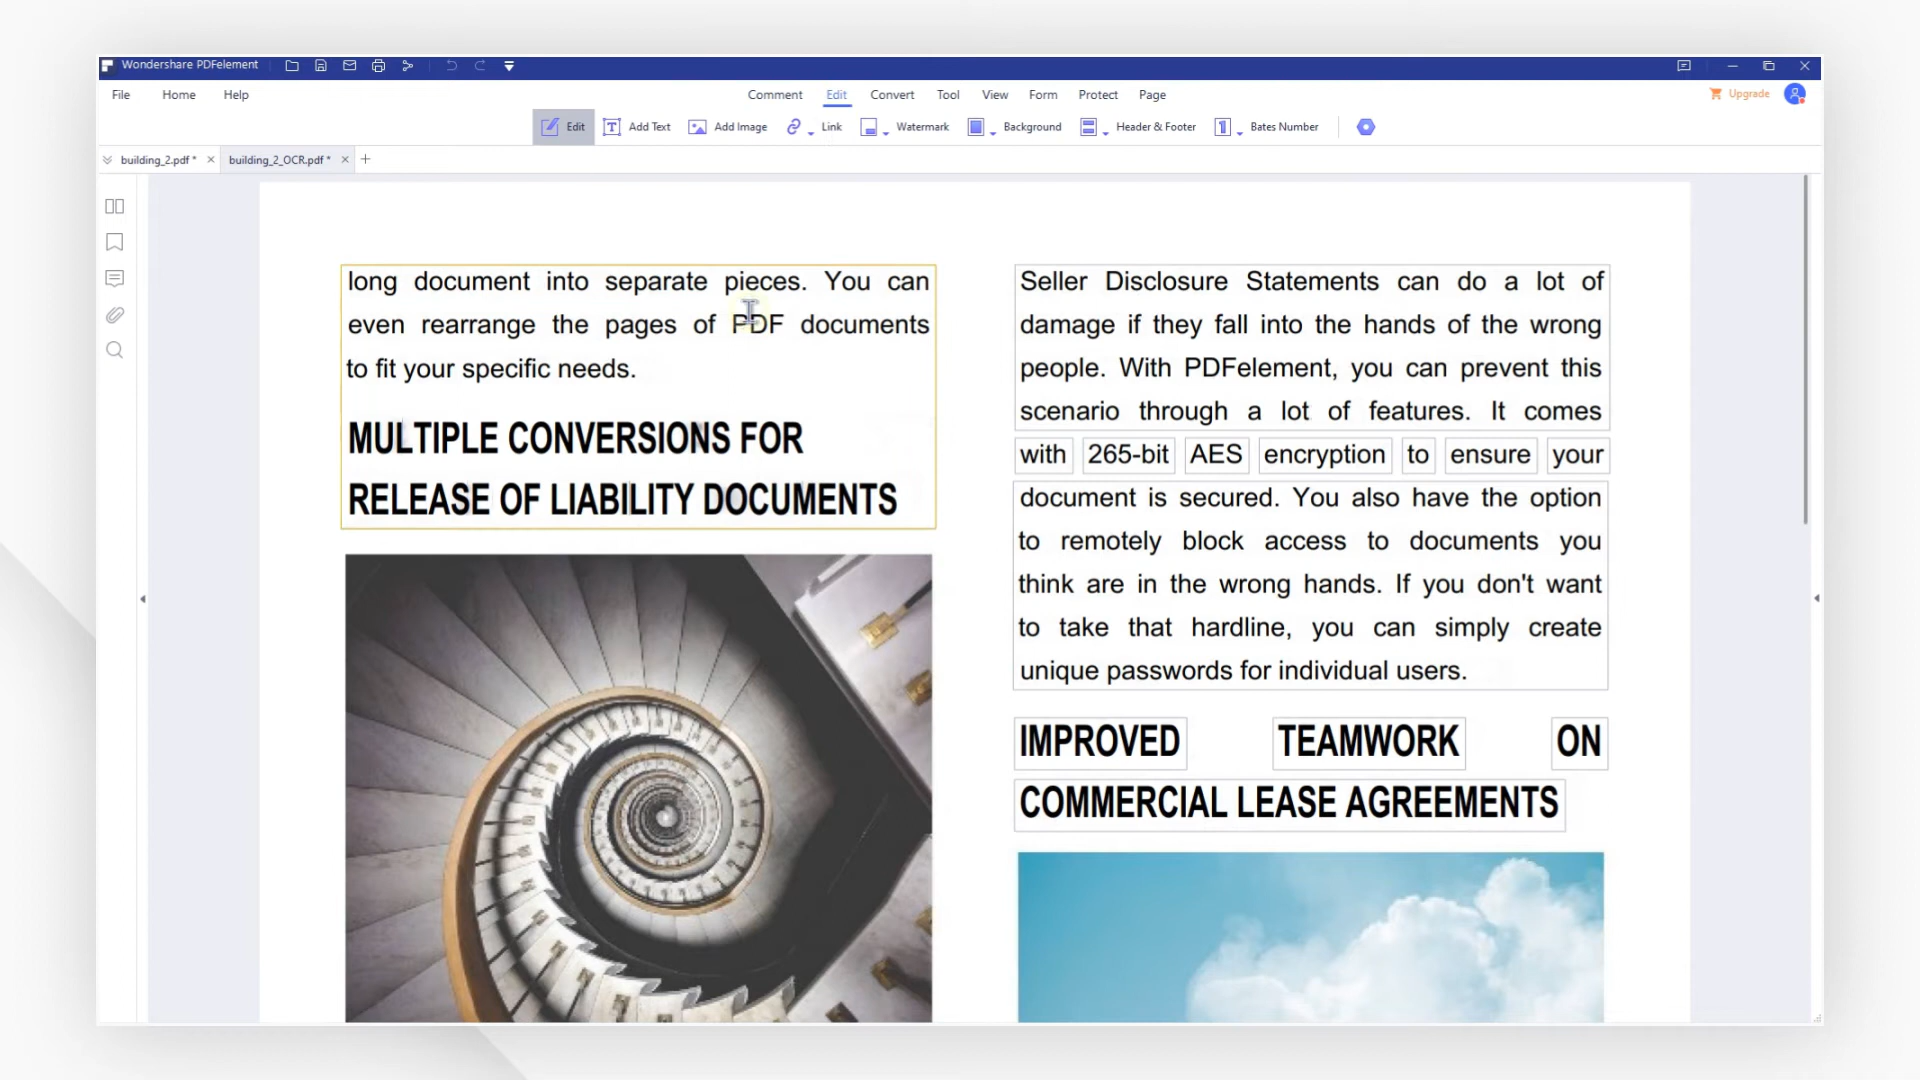 Wondershare PDFelement
File Home Help Comment Edit Convert Tool View Form Protect Page Upgrade
Edit Add Text Add Image Link Watermark Background Header & Footer Bates Number
building_2.pdf * building_2_OCR.pdf *
long document into separate pieces. You can
even rearrange the pages of PDF documents
to fit your specific needs.
MULTIPLE CONVERSIONS FOR
RELEASE OF LIABILITY DOCUMENTS
Seller Disclosure Statements can do a lot of
damage if they fall into the hands of the wrong
people. With PDFelement, you can prevent this
scenario through a lot of features. It comes
with 265-bit AES encryption to ensure your
document is secured. You also have the option
to remotely block access to documents you
think are in the wrong hands. If you don't want
to take that hardline, you can simply create
unique passwords for individual users.
IMPROVED TEAMWORK ON
COMMERCIAL LEASE AGREEMENTS